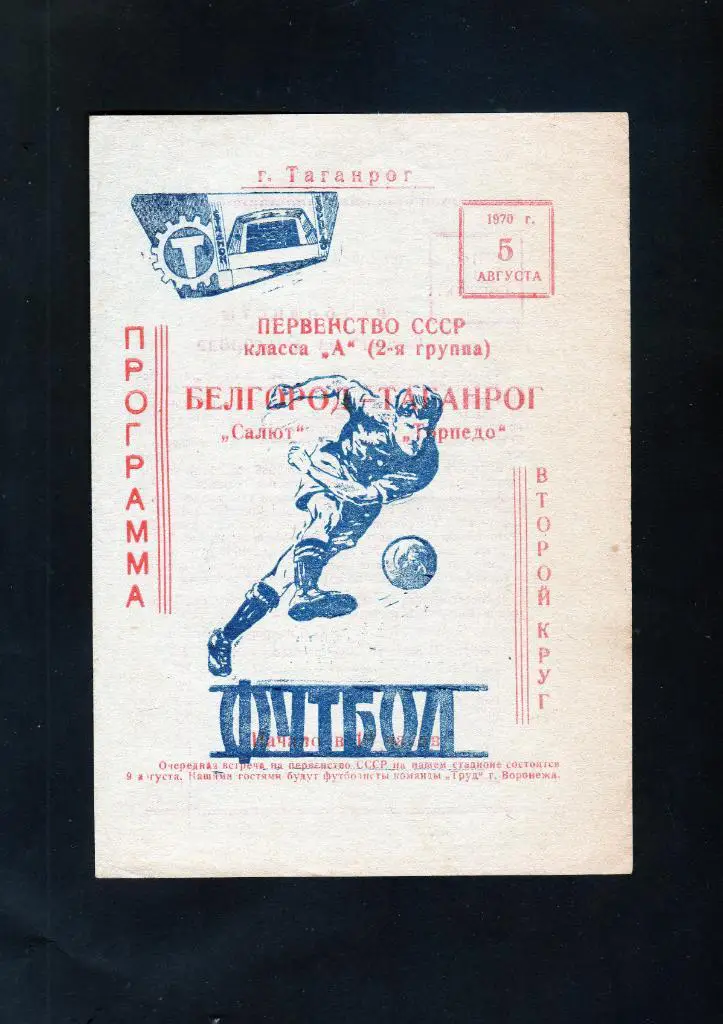 г. Таганрог
Т
1970 г.
5
АВГУСТА
ПЕРВЕНСТВО СССР
класса „А“ (2-я группа)
БЕЛГОРОД–ТАГАНРОГ
„Салют“ „Торпедо“
ПРОГРАММА
ВТОРОЙ КРУГ
ФУТБОЛ
Начало в
Очередная встреча на первенство СССР на нашем стадионе состоится
9 августа. Нашими гостями будут футболисты команды „Труд“ г. Воронежа.